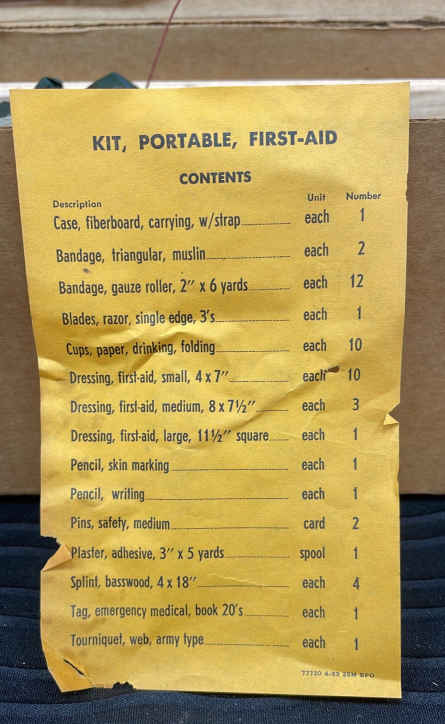 KIT, PORTABLE, FIRST-AID
CONTENTS
Description Unit Number
Case, fiberboard, carrying, w/strap each 1
Bandage, triangular, muslin each 2
Bandage, gauze roller, 2" x 6 yards each 12
Blades, razor, single edge, 3's each 1
Cups, paper, drinking, folding each 10
Dressing, first-aid, small, 4 x 7" each 10
Dressing, first-aid, medium, 8 x 7½" each 3
Dressing, first-aid, large, 11½" square each 1
Pencil, skin marking each 1
Pencil, writing each 1
Pins, safety, medium card 2
Plaster, adhesive, 3" x 5 yards spool 1
Splint, basswood, 4 x 18" each 4
Tag, emergency medical, book 20's each 1
Tourniquet, web, army type each 1